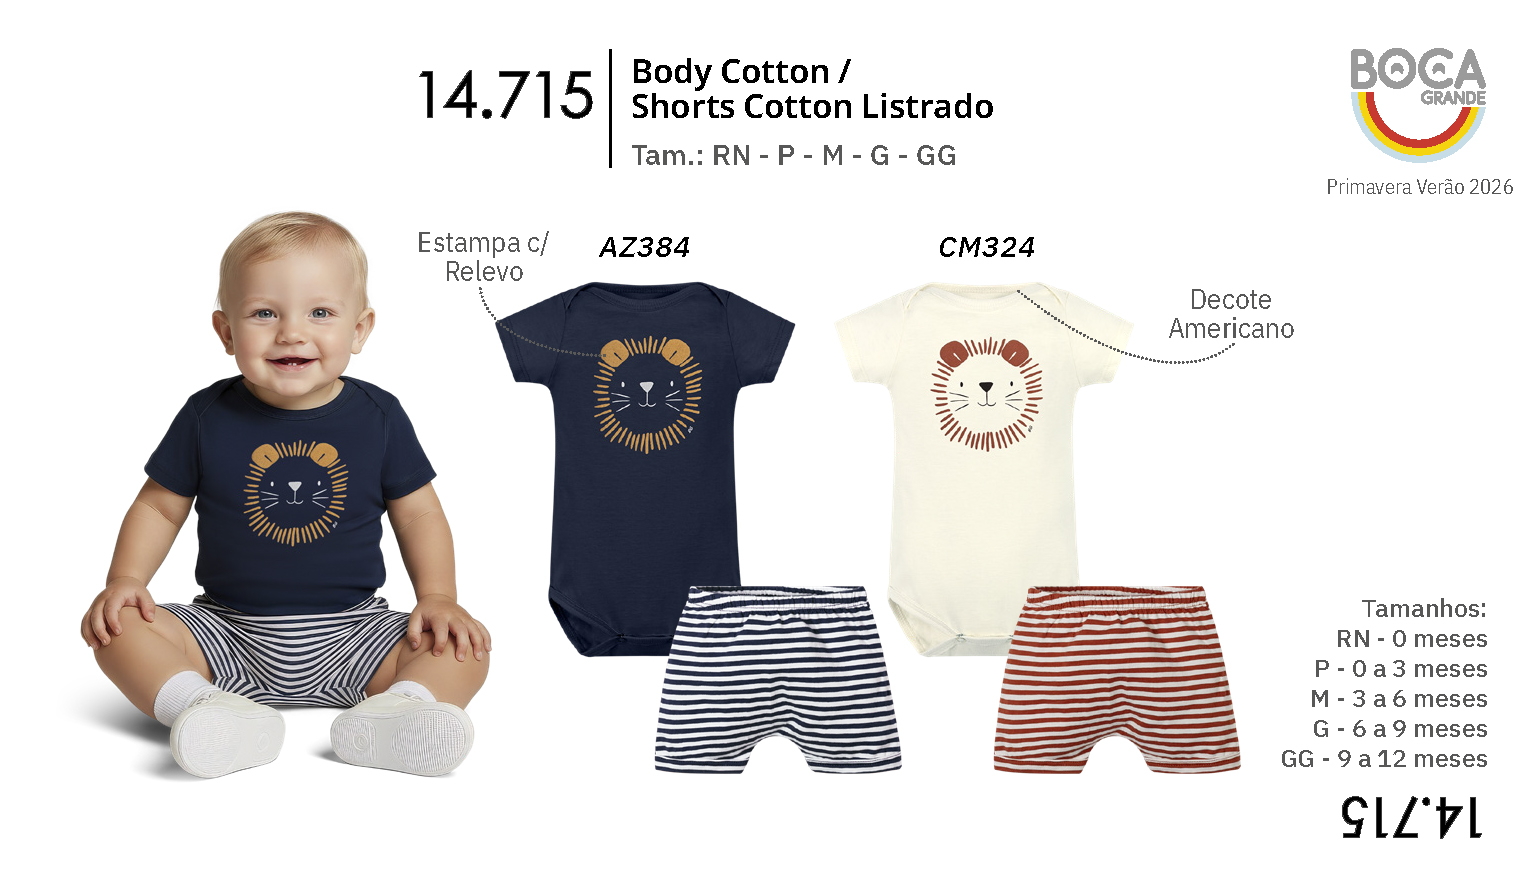 14.715
Body Cotton /
Shorts Cotton Listrado
Tam.: RN - P - M - G - GG
BOCA
GRANDE
Primavera Verão 2026
Estampa c/
Relevo
AZ384
CM324
Decote
Americano
Tamanhos:
RN - 0 meses
P - 0 a 3 meses
M - 3 a 6 meses
G - 6 a 9 meses
GG - 9 a 12 meses
14.715